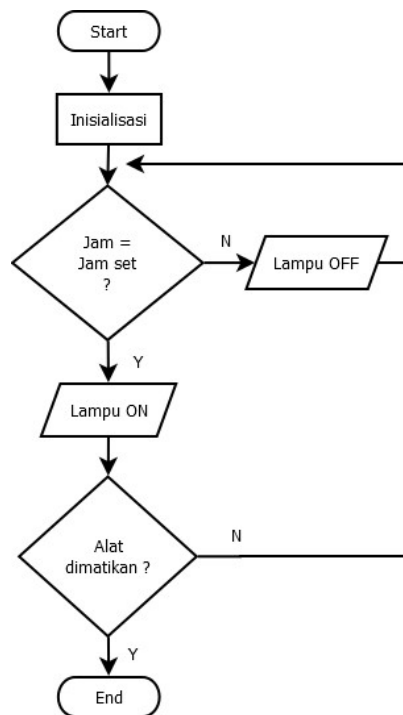 Start
Inisialisasi
Jam =
Jam set
?
N
Lampu OFF
Y
Lampu ON
Alat
dimatikan ?
N
Y
End